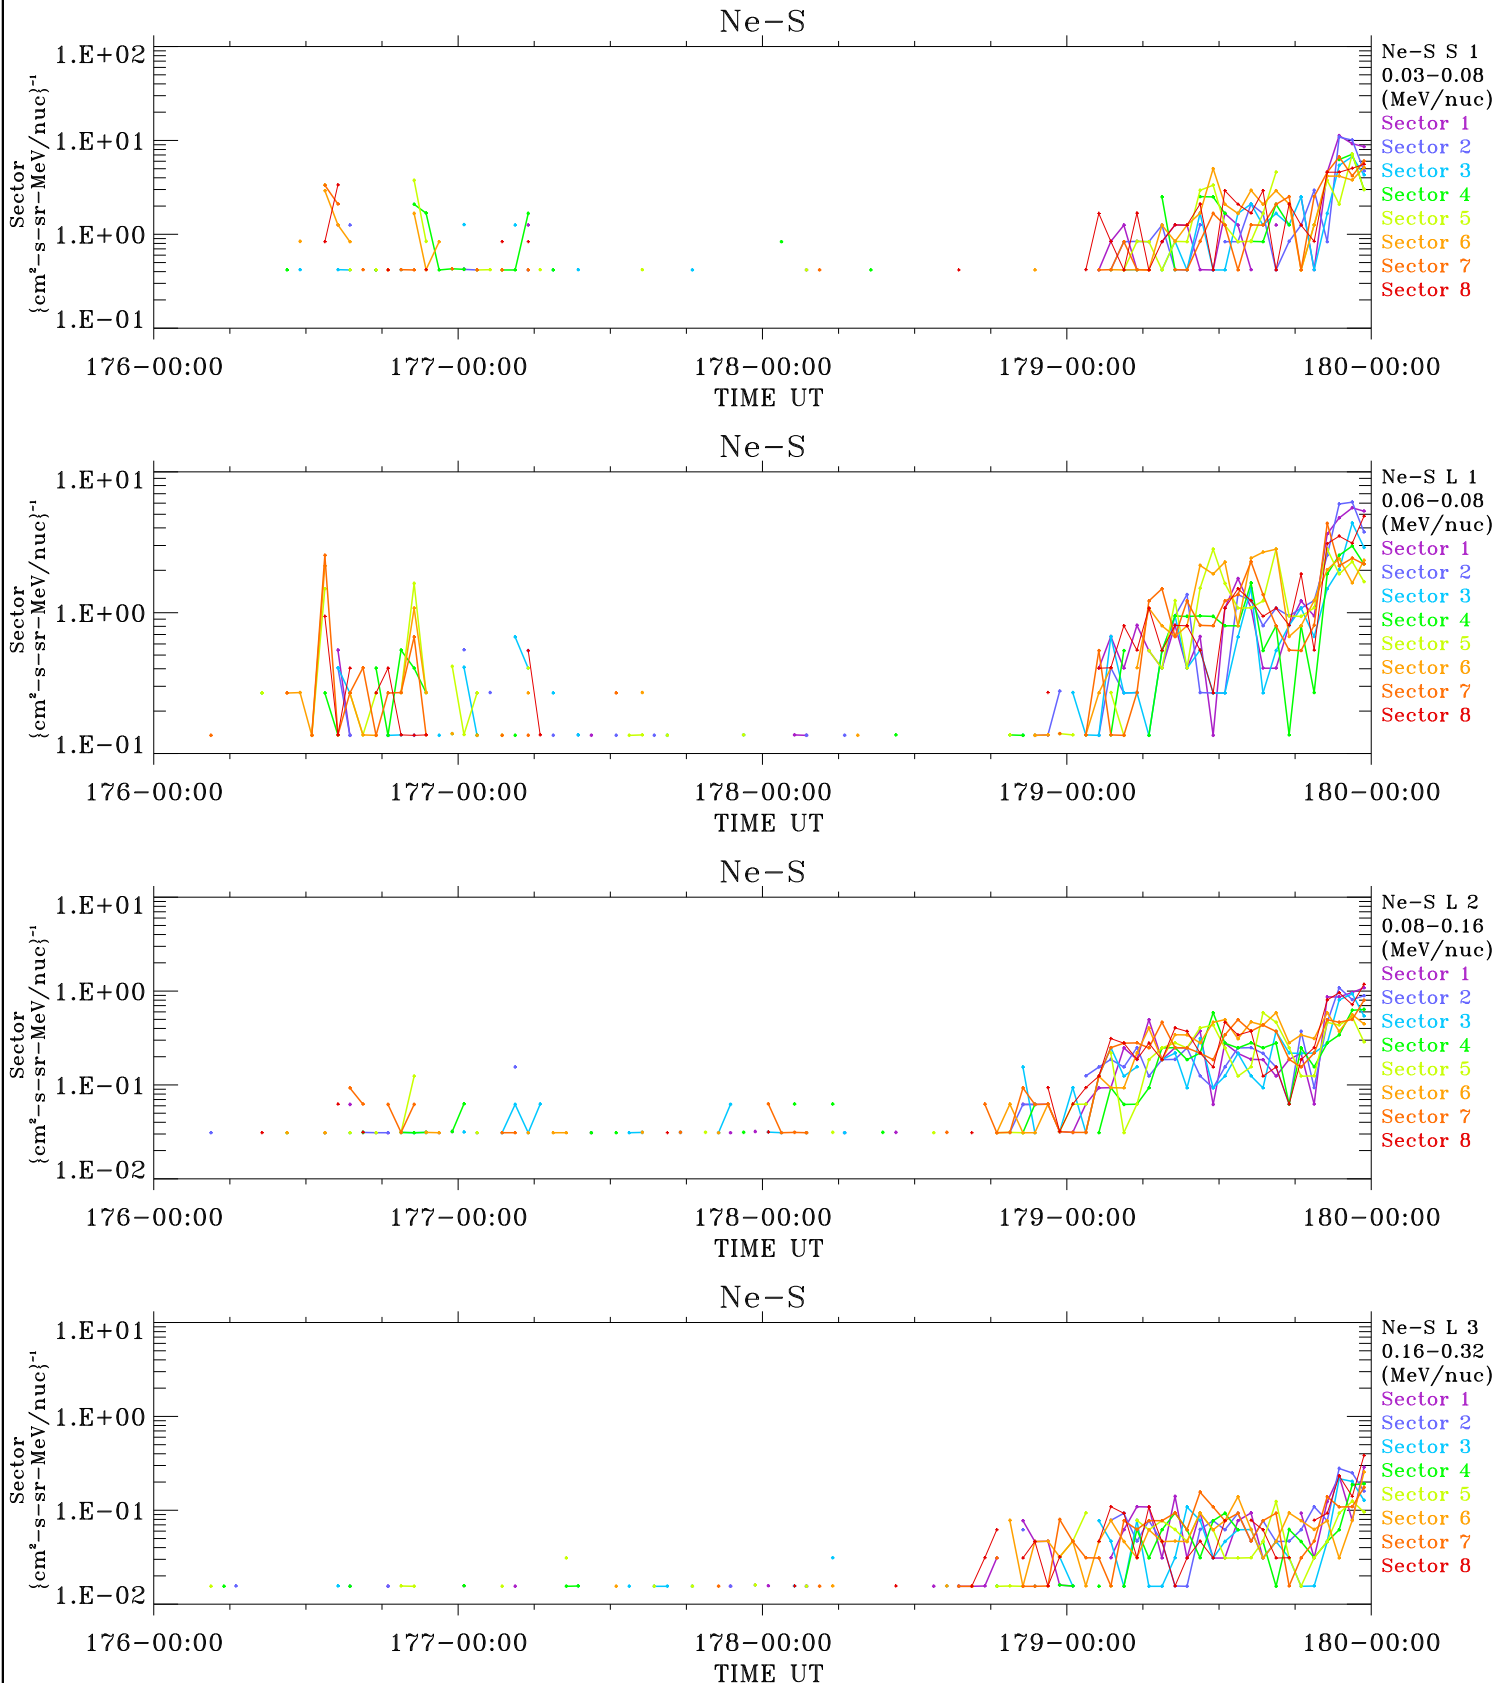 Ne-S
1.E+02
1.E+01
1.E+00
1.E-01
Sector
{cm²-s-sr-MeV/nuc}⁻¹
176-00:00 177-00:00 178-00:00 179-00:00 180-00:00
TIME UT
Ne-S S 1
0.03-0.08
(MeV/nuc)
Sector 1
Sector 2
Sector 3
Sector 4
Sector 5
Sector 6
Sector 7
Sector 8
Ne-S
1.E+01
1.E+00
1.E-01
Sector
{cm²-s-sr-MeV/nuc}⁻¹
176-00:00 177-00:00 178-00:00 179-00:00 180-00:00
TIME UT
Ne-S L 1
0.06-0.08
(MeV/nuc)
Sector 1
Sector 2
Sector 3
Sector 4
Sector 5
Sector 6
Sector 7
Sector 8
Ne-S
1.E+01
1.E+00
1.E-01
1.E-02
Sector
{cm²-s-sr-MeV/nuc}⁻¹
176-00:00 177-00:00 178-00:00 179-00:00 180-00:00
TIME UT
Ne-S L 2
0.08-0.16
(MeV/nuc)
Sector 1
Sector 2
Sector 3
Sector 4
Sector 5
Sector 6
Sector 7
Sector 8
Ne-S
1.E+01
1.E+00
1.E-01
1.E-02
Sector
{cm²-s-sr-MeV/nuc}⁻¹
176-00:00 177-00:00 178-00:00 179-00:00 180-00:00
TIME UT
Ne-S L 3
0.16-0.32
(MeV/nuc)
Sector 1
Sector 2
Sector 3
Sector 4
Sector 5
Sector 6
Sector 7
Sector 8